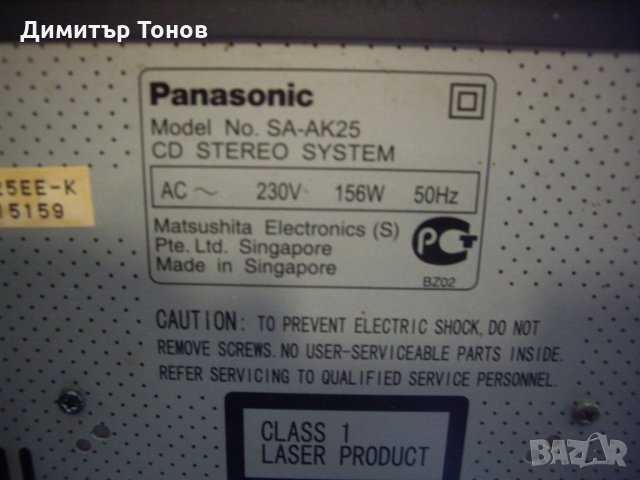 Димитър Тонов
Panasonic
Model No. SA-AK25
CD STEREO SYSTEM
AC ~ 230V 156W 50Hz
Matsushita Electronics (S)
Pte. Ltd. Singapore
Made in Singapore
BZ02
25EE-K
15159
CAUTION: TO PREVENT ELECTRIC SHOCK, DO NOT
REMOVE SCREWS. NO USER-SERVICEABLE PARTS INSIDE.
REFER SERVICING TO QUALIFIED SERVICE PERSONNEL.
CLASS 1
LASER PRODUCT
BAZAR